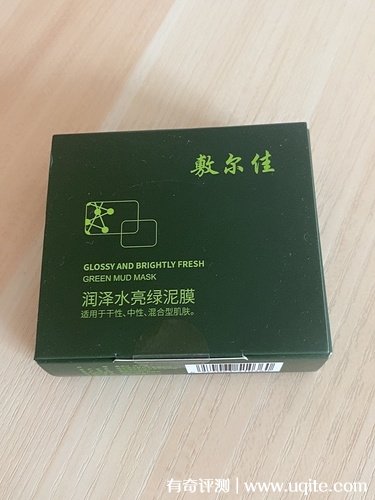 敷尔佳
GLOSSY AND BRIGHTLY FRESH
GREEN MUD MASK
润泽水亮绿泥膜
适用于干性、中性、混合型肌肤。
有奇评测 | www.uqite.com